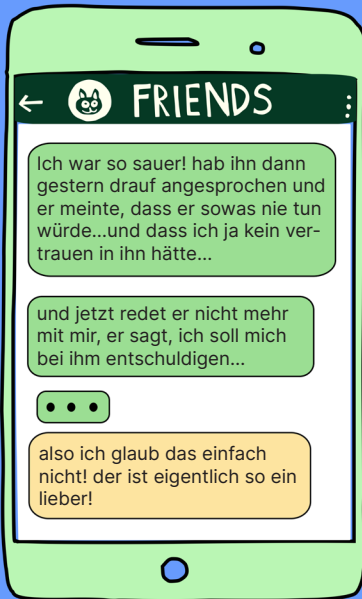 FRIENDS
Ich war so sauer! hab ihn dann
gestern drauf angesprochen und
er meinte, dass er sowas nie tun
würde...und dass ich ja kein ver-
trauen in ihn hätte...
und jetzt redet er nicht mehr
mit mir, er sagt, ich soll mich
bei ihm entschuldigen...
also ich glaub das einfach
nicht! der ist eigentlich so ein
lieber!